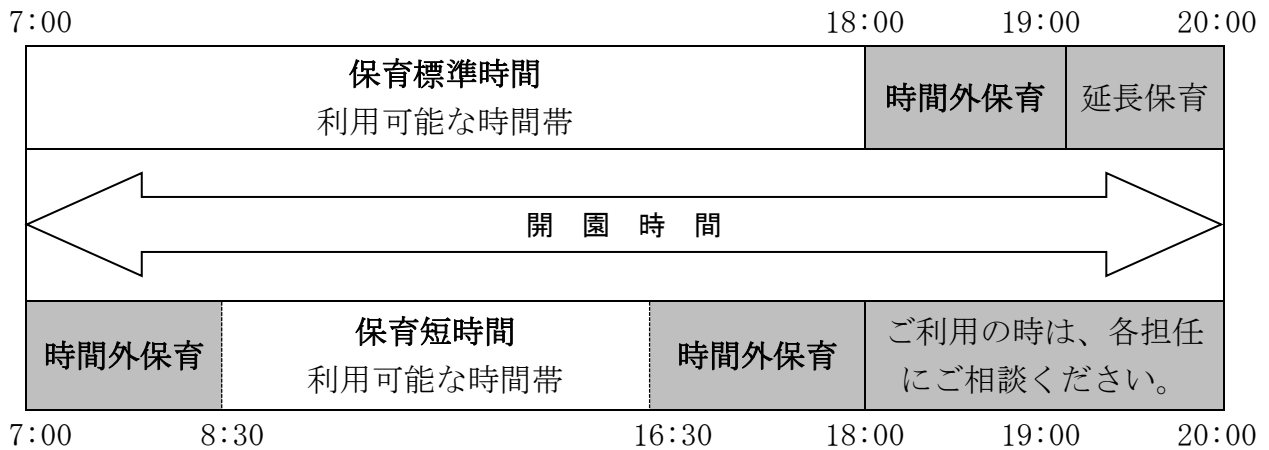 7:00 18:00 19:00 20:00
保育標準時間
利用可能な時間帯
時間外保育
延長保育
開 園 時 間
時間外保育
保育短時間
利用可能な時間帯
時間外保育
ご利用の時は、各担任
にご相談ください。
7:00 8:30 16:30 18:00 19:00 20:00